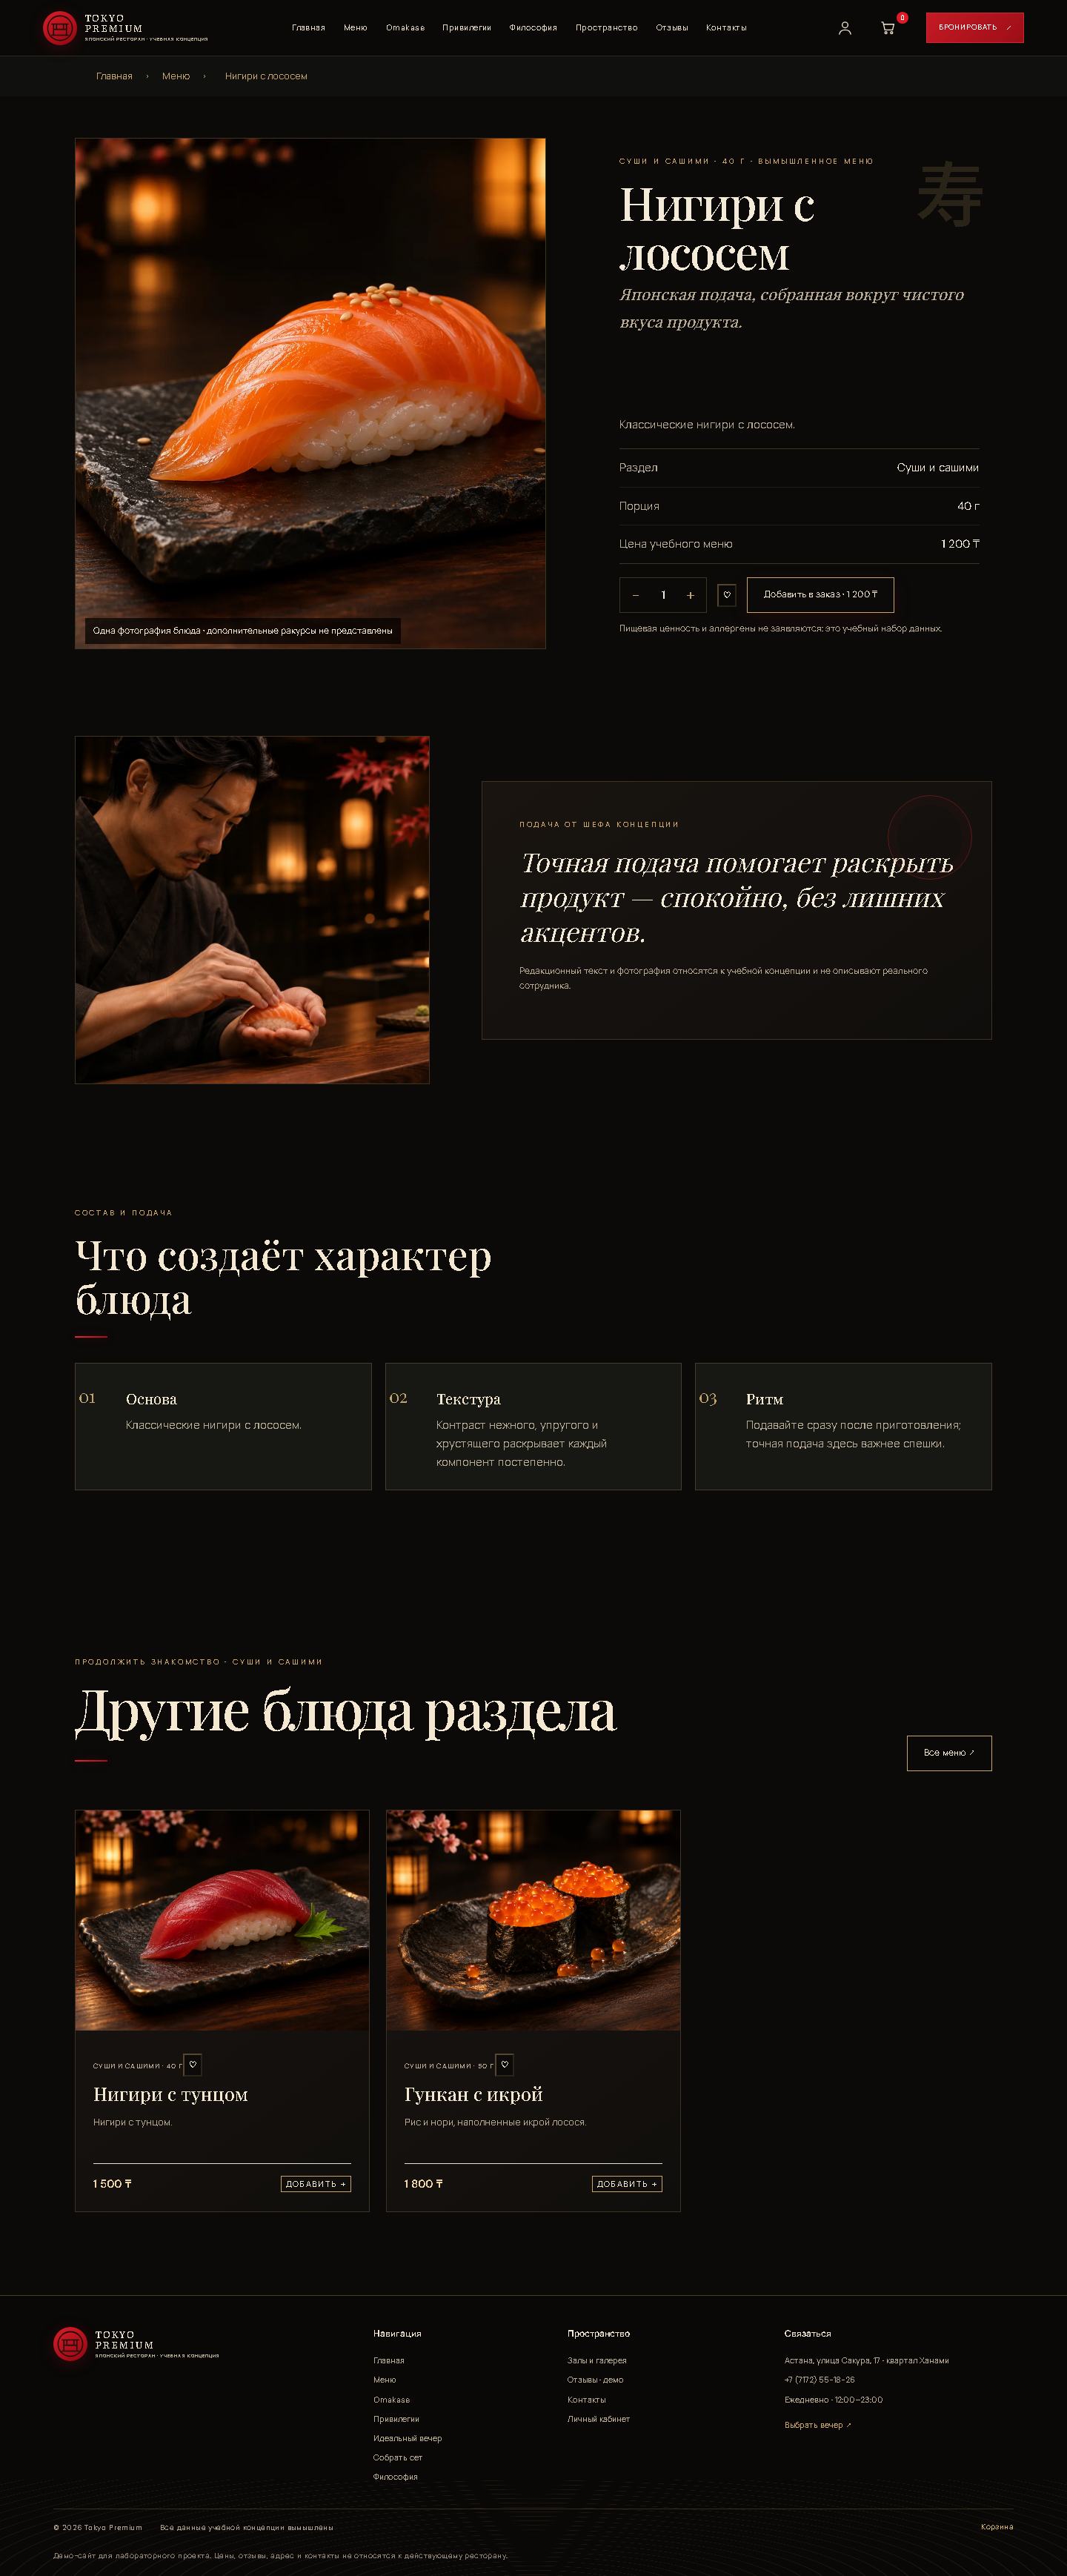 TOKYO
PREMIUM
ЯПОНСКИЙ РЕСТОРАН · УЧЕБНАЯ КОНЦЕПЦИЯ
Главная Меню Omakase Привилегии Философия Пространство Отзывы Контакты
0
БРОНИРОВАТЬ ↗
Главная › Меню › Нигири с лососем
СУШИ И САШИМИ · 40 Г · ВЫМЫШЛЕННОЕ МЕНЮ
寿
Нигири с
лососем
Японская подача, собранная вокруг чистого
вкуса продукта.
Классические нигири с лососем.
Раздел Суши и сашими
Порция 40 г
Цена учебного меню 1 200 ₸
− 1 + ♡ Добавить в заказ · 1 200 ₸
Пищевая ценность и аллергены не заявляются: это учебный набор данных.
Одна фотография блюда · дополнительные ракурсы не представлены
ПОДАЧА ОТ ШЕФА КОНЦЕПЦИИ
Точная подача помогает раскрыть
продукт — спокойно, без лишних
акцентов.
Редакционный текст и фотография относятся к учебной концепции и не описывают реального
сотрудника.
СОСТАВ И ПОДАЧА
Что создаёт характер
блюда
01 Основа
Классические нигири с лососем.
02 Текстура
Контраст нежного, упругого и
хрустящего раскрывает каждый
компонент постепенно.
03 Ритм
Подавайте сразу после приготовления;
точная подача здесь важнее спешки.
ПРОДОЛЖИТЬ ЗНАКОМСТВО · СУШИ И САШИМИ
Другие блюда раздела
Все меню ↗
СУШИ И САШИМИ · 40 Г ♡
Нигири с тунцом
Нигири с тунцом.
1 500 ₸ ДОБАВИТЬ +
СУШИ И САШИМИ · 50 Г ♡
Гункан с икрой
Рис и нори, наполненные икрой лосося.
1 800 ₸ ДОБАВИТЬ +
TOKYO
PREMIUM
ЯПОНСКИЙ РЕСТОРАН · УЧЕБНАЯ КОНЦЕПЦИЯ
Навигация
Главная
Меню
Omakase
Привилегии
Идеальный вечер
Собрать сет
Философия
Пространство
Залы и галерея
Отзывы · демо
Контакты
Личный кабинет
Связаться
Астана, улица Сакура, 17 · квартал Ханами
+7 (7172) 55-18-26
Ежедневно · 12:00–23:00
Выбрать вечер ↗
© 2026 Tokyo Premium Все данные учебной концепции вымышлены
Корзина
Демо-сайт для лабораторного проекта. Цены, отзывы, адрес и контакты не относятся к действующему ресторану.